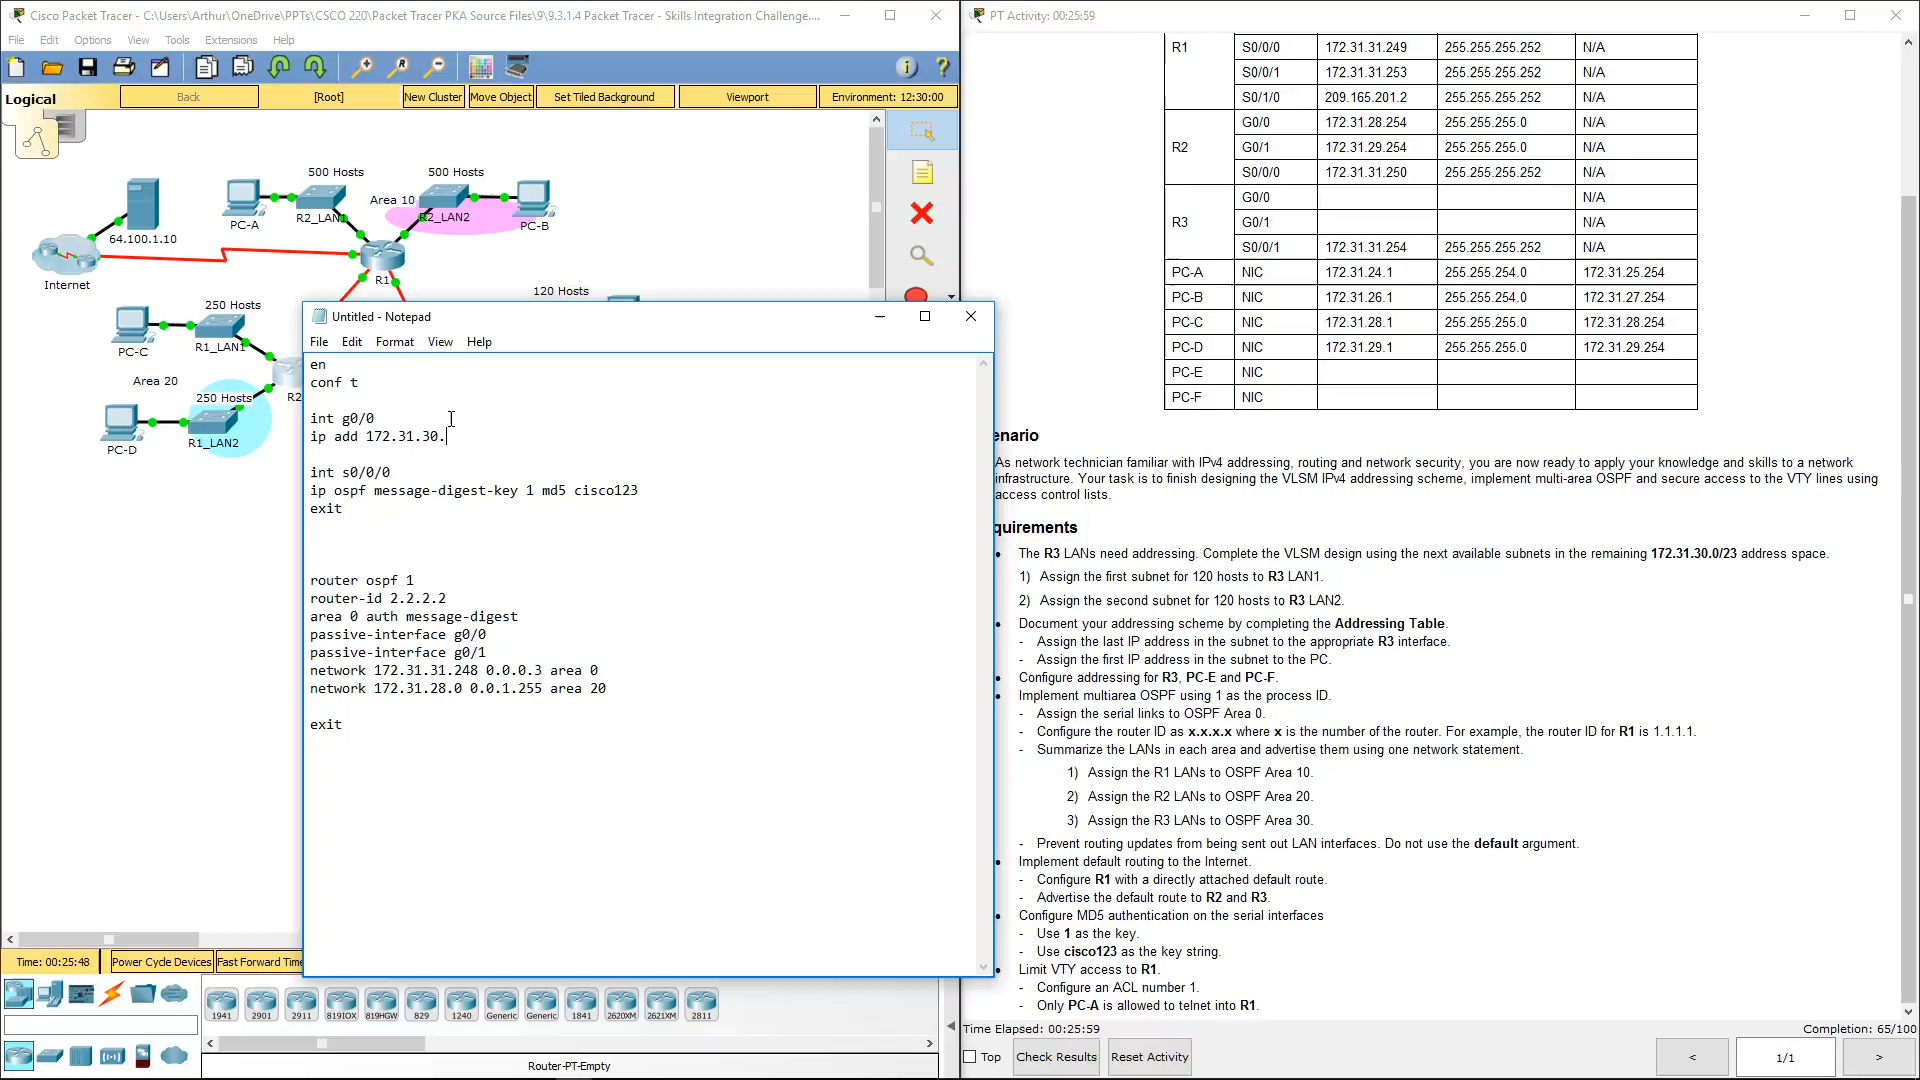 Cisco Packet Tracer - C:\Users\Arthur\OneDrive\PPTs\CSCO 220\Packet Tracer PKA Source Files\9\9.3.1.4 Packet Tracer - Skills Integration Challenge....
File Edit Options View Tools Extensions Help
Logical
Back
[Root]
New Cluster
Move Object
Set Tiled Background
Viewport
Environment: 12:30:00
500 Hosts
500 Hosts
Area 10
R2_LAN1
R2_LAN2
PC-A
PC-B
64.100.1.10
Internet
R1
120 Hosts
250 Hosts
PC-C
R1_LAN1
Area 20
R2
250 Hosts
PC-D
R1_LAN2
Untitled - Notepad
File Edit Format View Help
en
conf t
int g0/0
ip add 172.31.30.
int s0/0/0
ip ospf message-digest-key 1 md5 cisco123
exit
router ospf 1
router-id 2.2.2.2
area 0 auth message-digest
passive-interface g0/0
passive-interface g0/1
network 172.31.31.248 0.0.0.3 area 0
network 172.31.28.0 0.0.1.255 area 20
exit
Time: 00:25:48
Power Cycle Devices
Fast Forward Time
1941 2901 2911 819IOX 819HGW 829 1240 Generic Generic 1841 2620XM 2621XM 2811
Router-PT-Empty
PT Activity: 00:25:59
R1 S0/0/0 172.31.31.249 255.255.255.252 N/A
S0/0/1 172.31.31.253 255.255.255.252 N/A
S0/1/0 209.165.201.2 255.255.255.252 N/A
R2 G0/0 172.31.28.254 255.255.255.0 N/A
G0/1 172.31.29.254 255.255.255.0 N/A
S0/0/0 172.31.31.250 255.255.255.252 N/A
R3 G0/0 N/A
G0/1 N/A
S0/0/1 172.31.31.254 255.255.255.252 N/A
PC-A NIC 172.31.24.1 255.255.254.0 172.31.25.254
PC-B NIC 172.31.26.1 255.255.254.0 172.31.27.254
PC-C NIC 172.31.28.1 255.255.255.0 172.31.28.254
PC-D NIC 172.31.29.1 255.255.255.0 172.31.29.254
PC-E NIC
PC-F NIC
enario
As network technician familiar with IPv4 addressing, routing and network security, you are now ready to apply your knowledge and skills to a network
infrastructure. Your task is to finish designing the VLSM IPv4 addressing scheme, implement multi-area OSPF and secure access to the VTY lines using
access control lists.
quirements
• The R3 LANs need addressing. Complete the VLSM design using the next available subnets in the remaining 172.31.30.0/23 address space.
1) Assign the first subnet for 120 hosts to R3 LAN1.
2) Assign the second subnet for 120 hosts to R3 LAN2.
• Document your addressing scheme by completing the Addressing Table.
- Assign the last IP address in the subnet to the appropriate R3 interface.
- Assign the first IP address in the subnet to the PC.
• Configure addressing for R3, PC-E and PC-F.
• Implement multiarea OSPF using 1 as the process ID.
- Assign the serial links to OSPF Area 0.
- Configure the router ID as x.x.x.x where x is the number of the router. For example, the router ID for R1 is 1.1.1.1.
- Summarize the LANs in each area and advertise them using one network statement.
1) Assign the R1 LANs to OSPF Area 10.
2) Assign the R2 LANs to OSPF Area 20.
3) Assign the R3 LANs to OSPF Area 30.
- Prevent routing updates from being sent out LAN interfaces. Do not use the default argument.
• Implement default routing to the Internet.
- Configure R1 with a directly attached default route.
- Advertise the default route to R2 and R3.
• Configure MD5 authentication on the serial interfaces
- Use 1 as the key.
- Use cisco123 as the key string.
• Limit VTY access to R1.
- Configure an ACL number 1.
- Only PC-A is allowed to telnet into R1.
Time Elapsed: 00:25:59
Completion: 65/100
Top
Check Results
Reset Activity
<
1/1
>